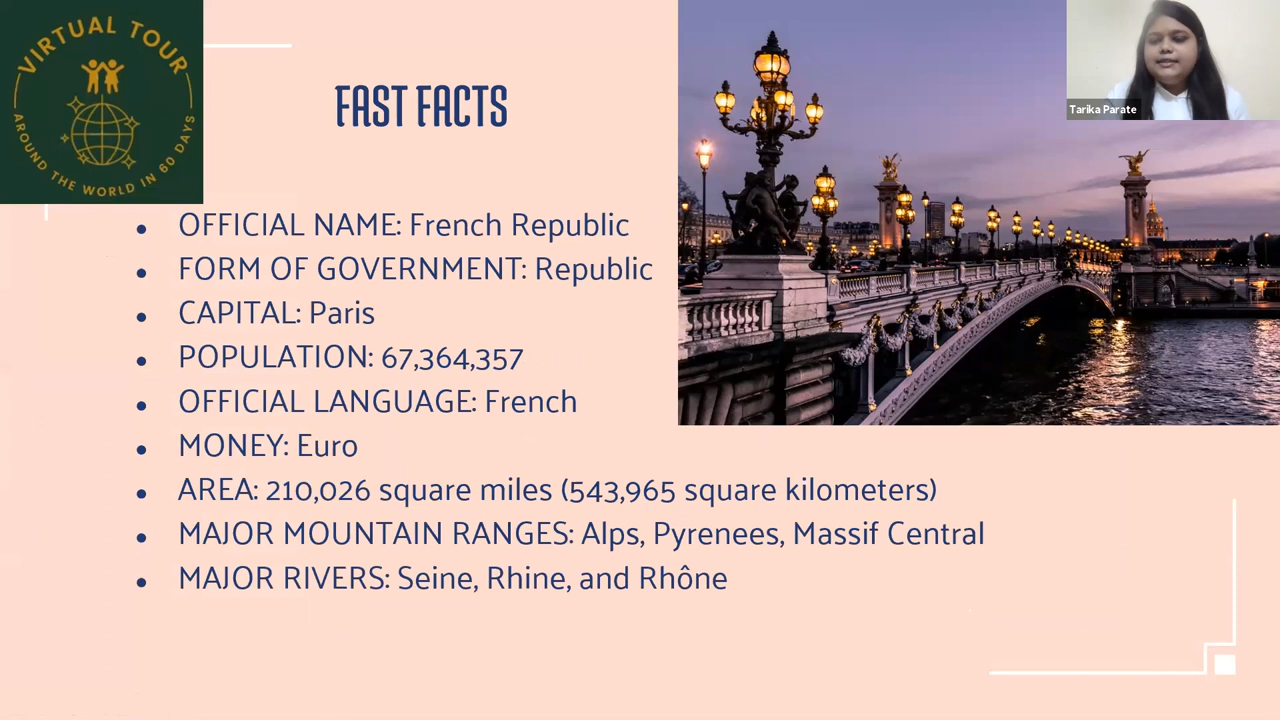 VIRTUAL TOUR
AROUND THE WORLD IN 60 DAYS
FAST FACTS
Tarika Parate
• OFFICIAL NAME: French Republic
• FORM OF GOVERNMENT: Republic
• CAPITAL: Paris
• POPULATION: 67,364,357
• OFFICIAL LANGUAGE: French
• MONEY: Euro
• AREA: 210,026 square miles (543,965 square kilometers)
• MAJOR MOUNTAIN RANGES: Alps, Pyrenees, Massif Central
• MAJOR RIVERS: Seine, Rhine, and Rhône